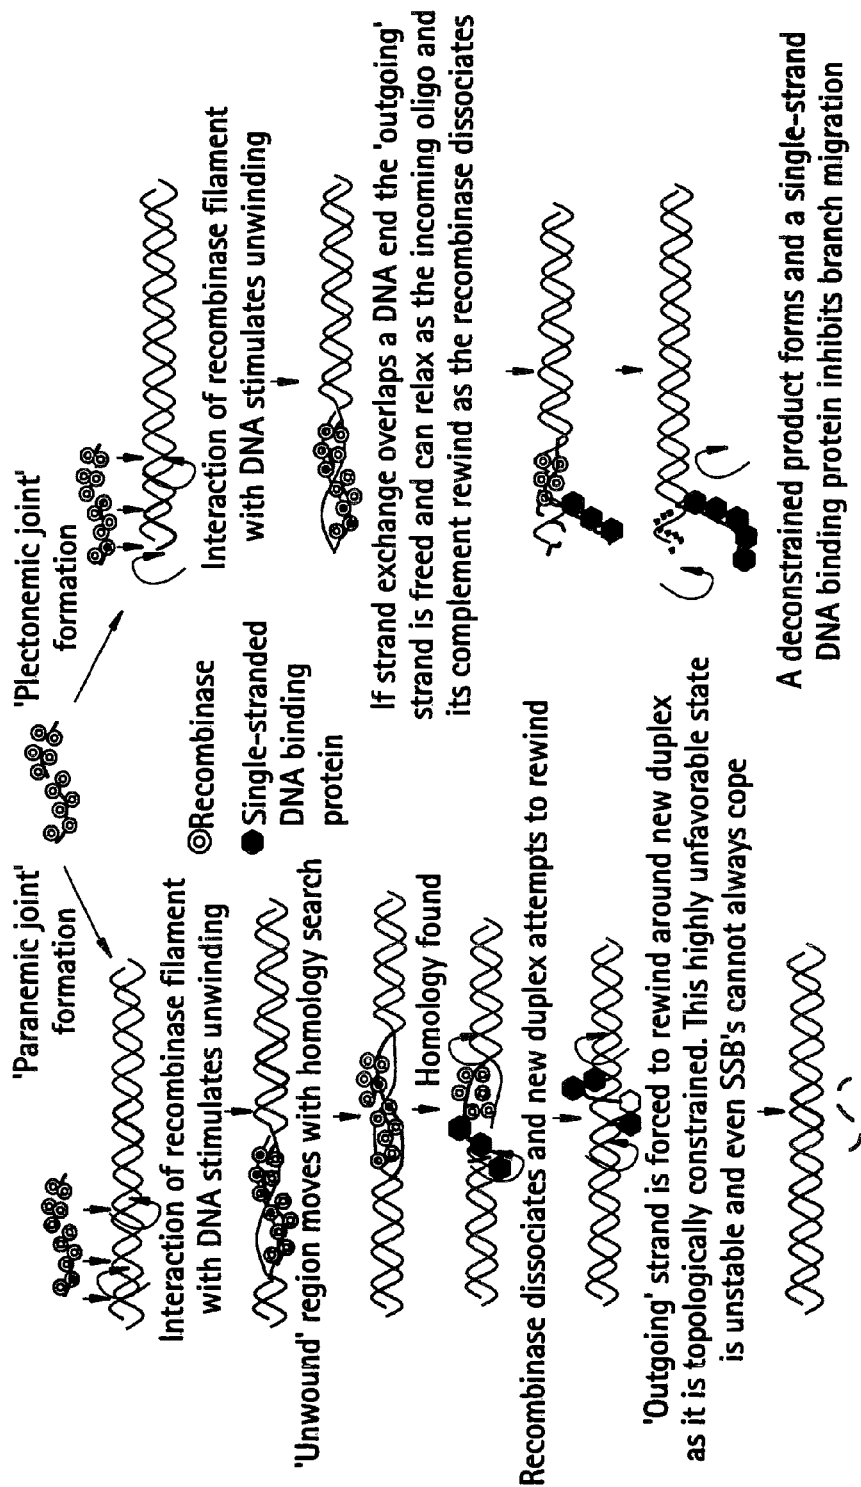 'Paranemic joint'
formation
Interaction of recombinase filament
with DNA stimulates unwinding
'Unwound' region moves with homology search
Homology found
Recombinase dissociates and new duplex attempts to rewind
'Outgoing' strand is forced to rewind around new duplex
as it is topologically constrained. This highly unfavorable state
is unstable and even SSB's cannot always cope
Recombinase
Single-stranded
DNA binding
protein
'Plectonemic joint'
formation
Interaction of recombinase filament
with DNA stimulates unwinding
If strand exchange overlaps a DNA end the 'outgoing'
strand is freed and can relax as the incoming oligo and
its complement rewind as the recombinase dissociates
A deconstrained product forms and a single-strand
DNA binding protein inhibits branch migration